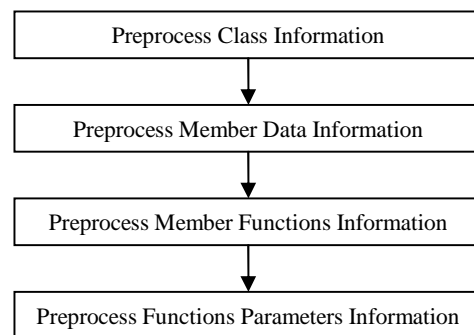 Preprocess Class Information
Preprocess Member Data Information
Preprocess Member Functions Information
Preprocess Functions Parameters Information